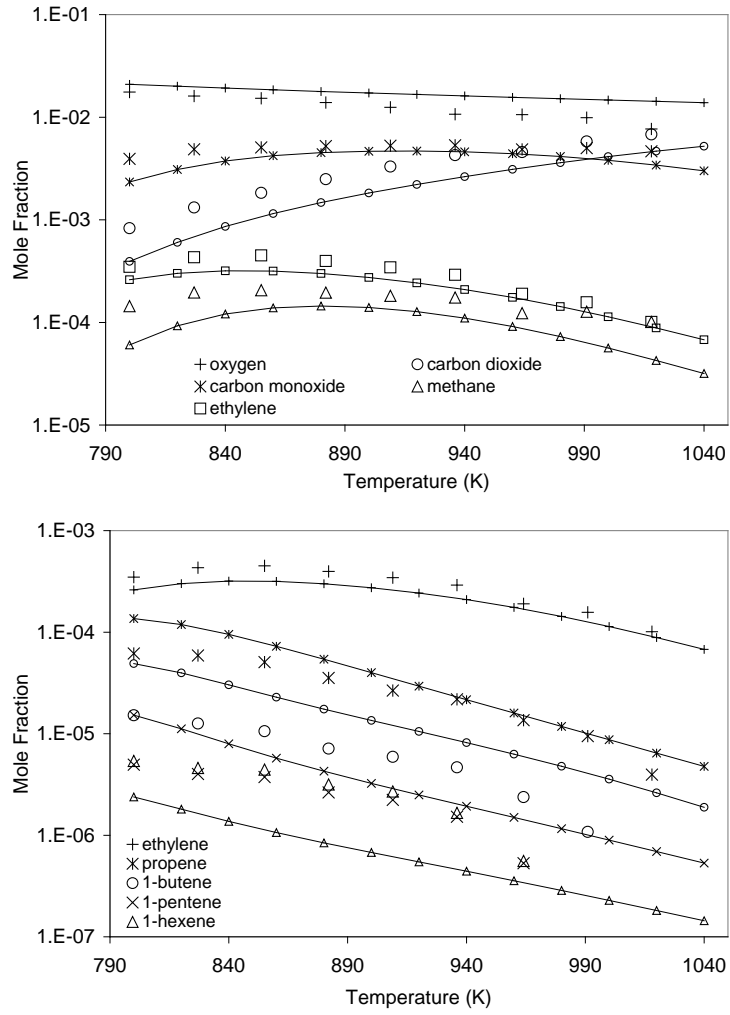 1.E-01
1.E-02
1.E-03
1.E-04
1.E-05
Mole Fraction
oxygen
carbon dioxide
carbon monoxide
methane
ethylene
790 840 890 940 990 1040
Temperature (K)
1.E-03
1.E-04
1.E-05
1.E-06
1.E-07
Mole Fraction
ethylene
propene
1-butene
1-pentene
1-hexene
790 840 890 940 990 1040
Temperature (K)